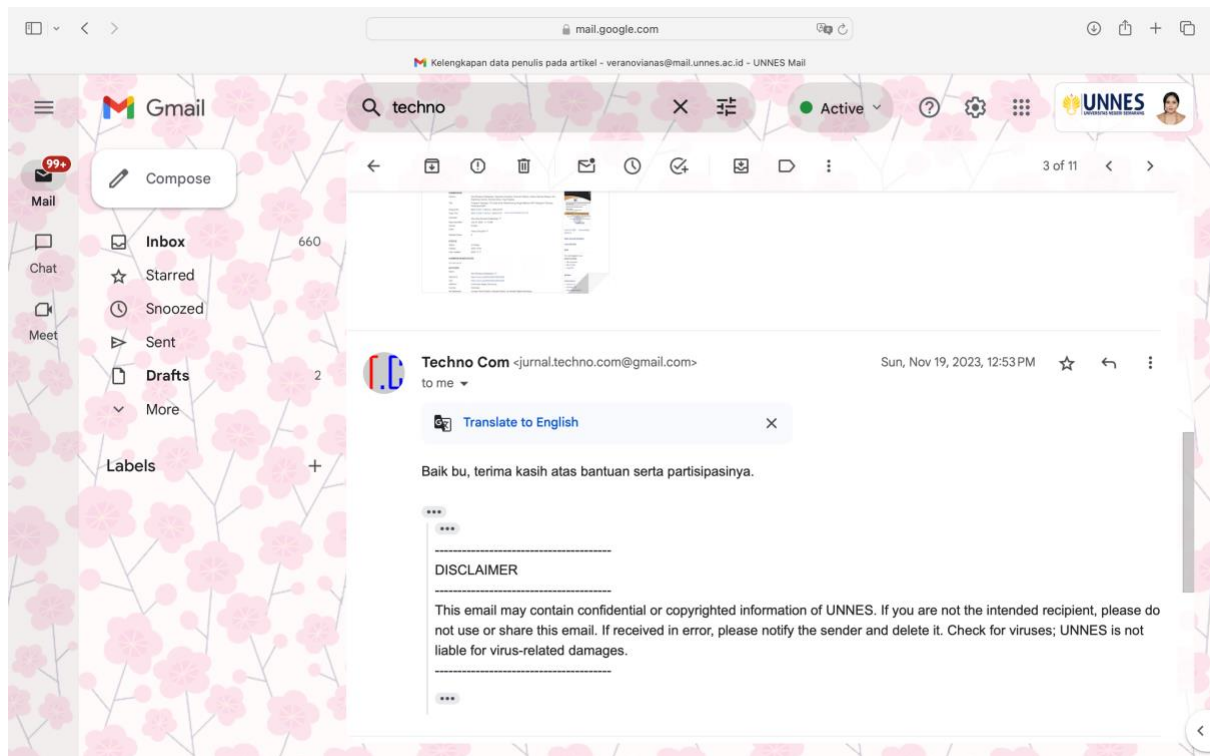 mail.google.com
Kelengkapan data penulis pada artikel - veranovianas@mail.unnes.ac.id - UNNES Mail
Gmail
techno
Active
UNNES
UNIVERSITAS NEGERI SEMARANG
99+
Mail
Compose
3 of 11
Inbox 660
Chat
Starred
Snoozed
Meet
Sent
Drafts 2
More
Labels
T.C
Techno Com <jurnal.techno.com@gmail.com> Sun, Nov 19, 2023, 12:53 PM
to me
Translate to English
Baik bu, terima kasih atas bantuan serta partisipasinya.
---------------------------------------
DISCLAIMER
---------------------------------------
This email may contain confidential or copyrighted information of UNNES. If you are not the intended recipient, please do
not use or share this email. If received in error, please notify the sender and delete it. Check for viruses; UNNES is not
liable for virus-related damages.
---------------------------------------